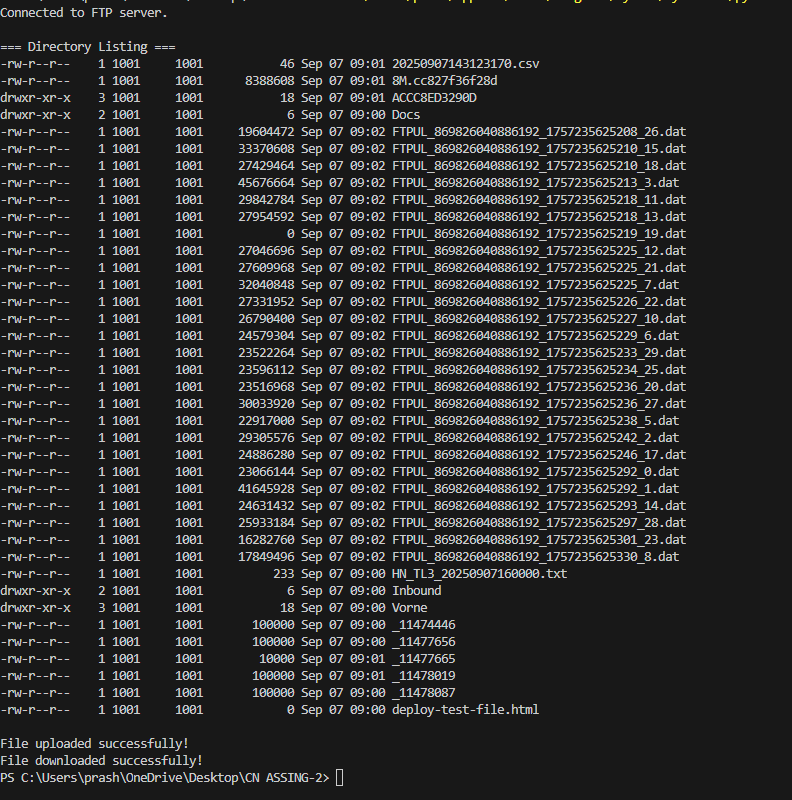 Connected to FTP server.
=== Directory Listing ===
-rw-r--r-- 1 1001 1001 46 Sep 07 09:01 20250907143123170.csv
-rw-r--r-- 1 1001 1001 8388608 Sep 07 09:01 8M.cc827f36f28d
drwxr-xr-x 3 1001 1001 18 Sep 07 09:01 ACCC8ED3290D
drwxr-xr-x 2 1001 1001 6 Sep 07 09:00 Docs
-rw-r--r-- 1 1001 1001 19604472 Sep 07 09:02 FTPUL_869826040886192_1757235625208_26.dat
-rw-r--r-- 1 1001 1001 33370608 Sep 07 09:02 FTPUL_869826040886192_1757235625210_15.dat
-rw-r--r-- 1 1001 1001 27429464 Sep 07 09:02 FTPUL_869826040886192_1757235625210_18.dat
-rw-r--r-- 1 1001 1001 45676664 Sep 07 09:02 FTPUL_869826040886192_1757235625213_3.dat
-rw-r--r-- 1 1001 1001 29842784 Sep 07 09:02 FTPUL_869826040886192_1757235625218_11.dat
-rw-r--r-- 1 1001 1001 27954592 Sep 07 09:02 FTPUL_869826040886192_1757235625218_13.dat
-rw-r--r-- 1 1001 1001 0 Sep 07 09:02 FTPUL_869826040886192_1757235625219_19.dat
-rw-r--r-- 1 1001 1001 27046696 Sep 07 09:02 FTPUL_869826040886192_1757235625225_12.dat
-rw-r--r-- 1 1001 1001 27609968 Sep 07 09:02 FTPUL_869826040886192_1757235625225_21.dat
-rw-r--r-- 1 1001 1001 32040848 Sep 07 09:02 FTPUL_869826040886192_1757235625225_7.dat
-rw-r--r-- 1 1001 1001 27331952 Sep 07 09:02 FTPUL_869826040886192_1757235625226_22.dat
-rw-r--r-- 1 1001 1001 26790400 Sep 07 09:02 FTPUL_869826040886192_1757235625227_10.dat
-rw-r--r-- 1 1001 1001 24579304 Sep 07 09:02 FTPUL_869826040886192_1757235625229_6.dat
-rw-r--r-- 1 1001 1001 23522264 Sep 07 09:02 FTPUL_869826040886192_1757235625233_29.dat
-rw-r--r-- 1 1001 1001 23596112 Sep 07 09:02 FTPUL_869826040886192_1757235625234_25.dat
-rw-r--r-- 1 1001 1001 23516968 Sep 07 09:02 FTPUL_869826040886192_1757235625236_20.dat
-rw-r--r-- 1 1001 1001 30033920 Sep 07 09:02 FTPUL_869826040886192_1757235625236_27.dat
-rw-r--r-- 1 1001 1001 22917000 Sep 07 09:02 FTPUL_869826040886192_1757235625238_5.dat
-rw-r--r-- 1 1001 1001 29305576 Sep 07 09:02 FTPUL_869826040886192_1757235625242_2.dat
-rw-r--r-- 1 1001 1001 24886280 Sep 07 09:02 FTPUL_869826040886192_1757235625246_17.dat
-rw-r--r-- 1 1001 1001 23066144 Sep 07 09:02 FTPUL_869826040886192_1757235625292_0.dat
-rw-r--r-- 1 1001 1001 41645928 Sep 07 09:02 FTPUL_869826040886192_1757235625292_1.dat
-rw-r--r-- 1 1001 1001 24631432 Sep 07 09:02 FTPUL_869826040886192_1757235625293_14.dat
-rw-r--r-- 1 1001 1001 25933184 Sep 07 09:02 FTPUL_869826040886192_1757235625297_28.dat
-rw-r--r-- 1 1001 1001 16282760 Sep 07 09:02 FTPUL_869826040886192_1757235625301_23.dat
-rw-r--r-- 1 1001 1001 17849496 Sep 07 09:02 FTPUL_869826040886192_1757235625330_8.dat
-rw-r--r-- 1 1001 1001 233 Sep 07 09:00 HN_TL3_20250907160000.txt
drwxr-xr-x 2 1001 1001 6 Sep 07 09:00 Inbound
drwxr-xr-x 3 1001 1001 18 Sep 07 09:00 Vorne
-rw-r--r-- 1 1001 1001 100000 Sep 07 09:00 _11474446
-rw-r--r-- 1 1001 1001 100000 Sep 07 09:01 _11477656
-rw-r--r-- 1 1001 1001 10000 Sep 07 09:01 _11477665
-rw-r--r-- 1 1001 1001 100000 Sep 07 09:01 _11478019
-rw-r--r-- 1 1001 1001 100000 Sep 07 09:00 _11478087
-rw-r--r-- 1 1001 1001 0 Sep 07 09:00 deploy-test-file.html
File uploaded successfully!
File downloaded successfully!
PS C:\Users\prash\OneDrive\Desktop\CN ASSING-2>